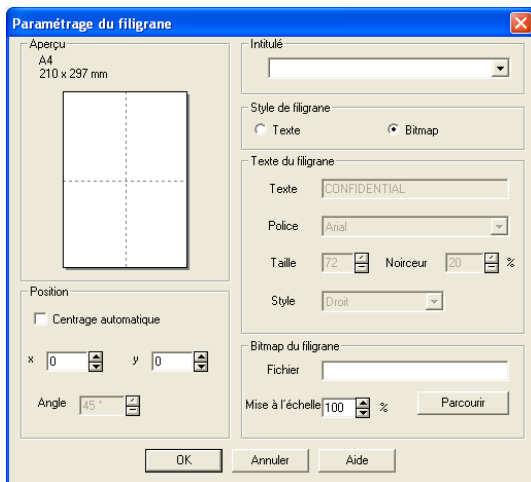 Paramétrage du filigrane
Aperçu
A4
210 x 297 mm
Position
Centrage automatique
x 0 y 0
Angle 45 °
Intitulé
Style de filigrane
Texte Bitmap
Texte du filigrane
Texte CONFIDENTIAL
Police Arial
Taille 72 Noirceur 20 %
Style Droit
Bitmap du filigrane
Fichier
Mise à l'échelle 100 % Parcourir
OK Annuler Aide